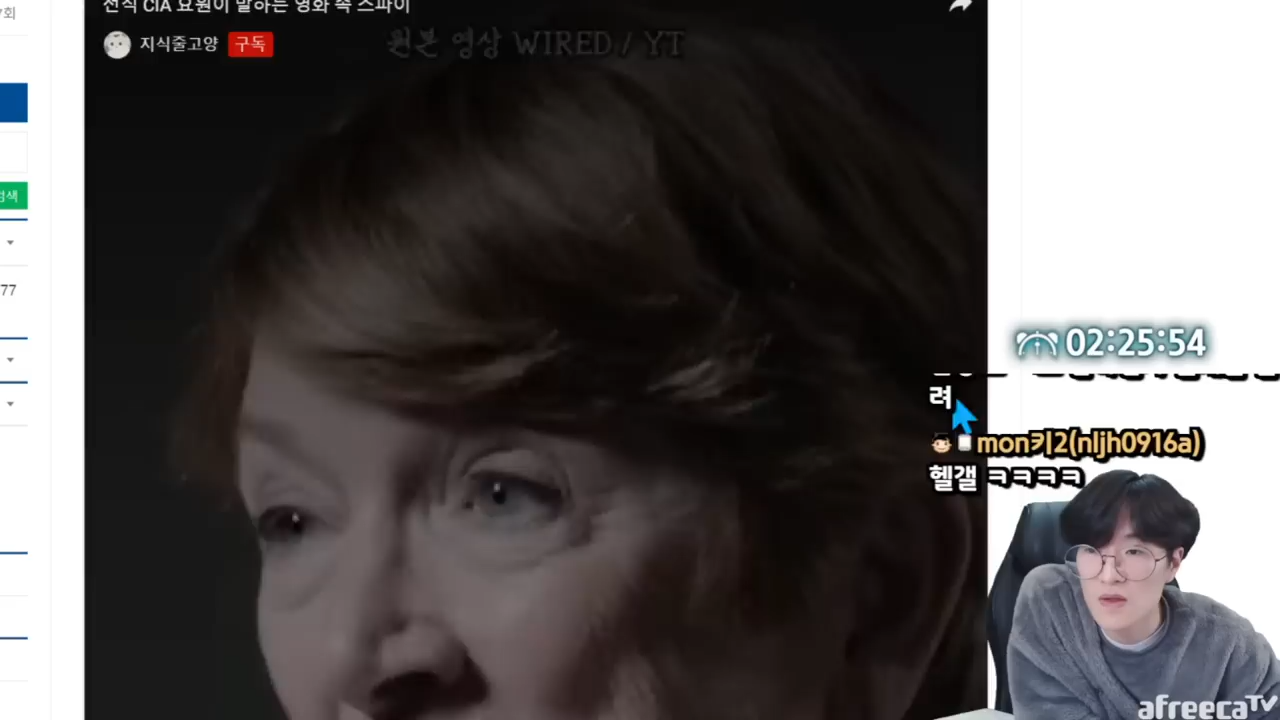 전직 CIA 요원이 말하는 영화 속 스파이
회
지식줄고양 구독
원본 영상 WIRED / YT
검색
77
02:25:54
려
mon키2(nljh0916a)
헬갤 ㅋㅋㅋㅋ
afreecaTV